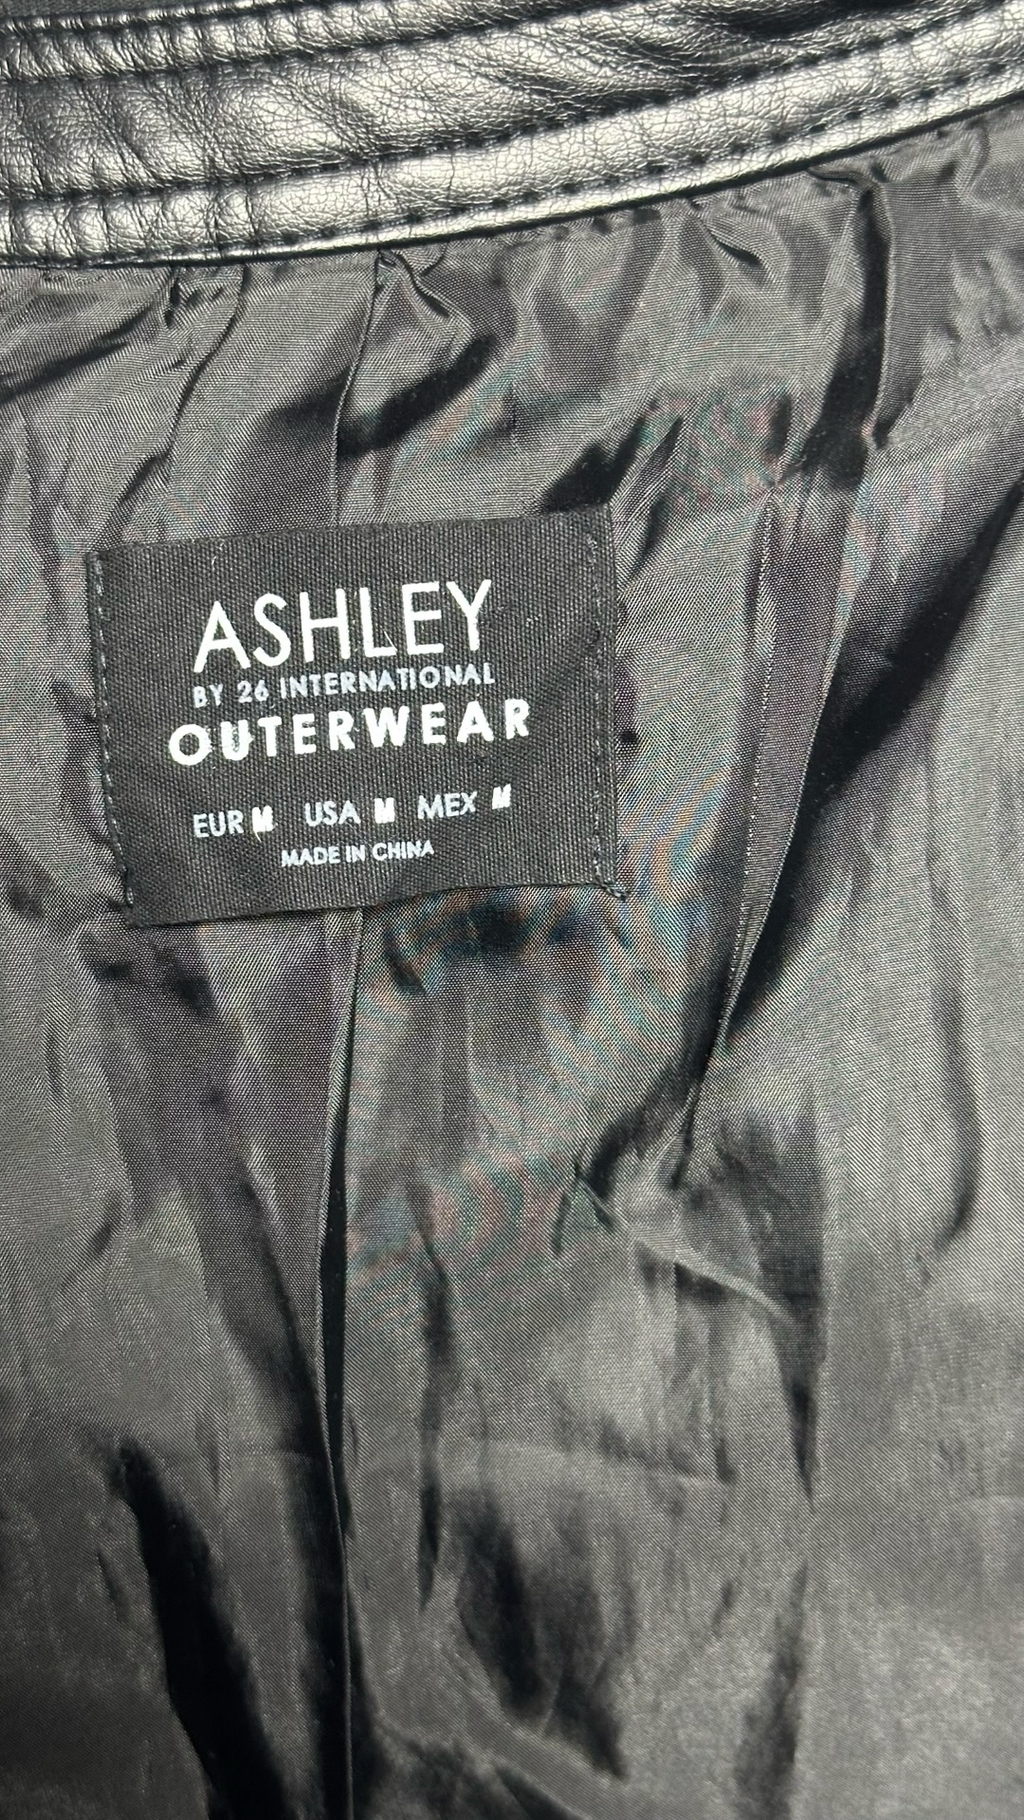 ASHLEY
BY 26 INTERNATIONAL
OUTERWEAR
EUR M USA M MEX M
MADE IN CHINA